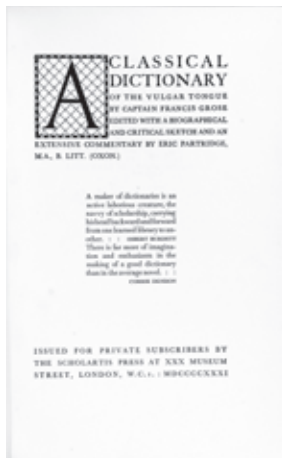 A CLASSICAL
DICTIONARY
OF THE VULGAR TONGUE
BY CAPTAIN FRANCIS GROSE
EDITED WITH A BIOGRAPHICAL
AND CRITICAL SKETCH AND AN
EXTENSIVE COMMENTARY BY ERIC PARTRIDGE,
M.A., B. LITT. (OXON.)
A maker of dictionaries is an
active laborious creature, the
navvy of scholarship, carrying
his head backward and forward
from one learned library to an-
other. : :
There is far more of imagina-
tion and enthusiasm in the
making of a good dictionary
than in the average novel. : :
ISSUED FOR PRIVATE SUBSCRIBERS BY
THE SCHOLARTIS PRESS AT XXX MUSEUM
STREET, LONDON, W.C.1. : MDCCCCXXXI